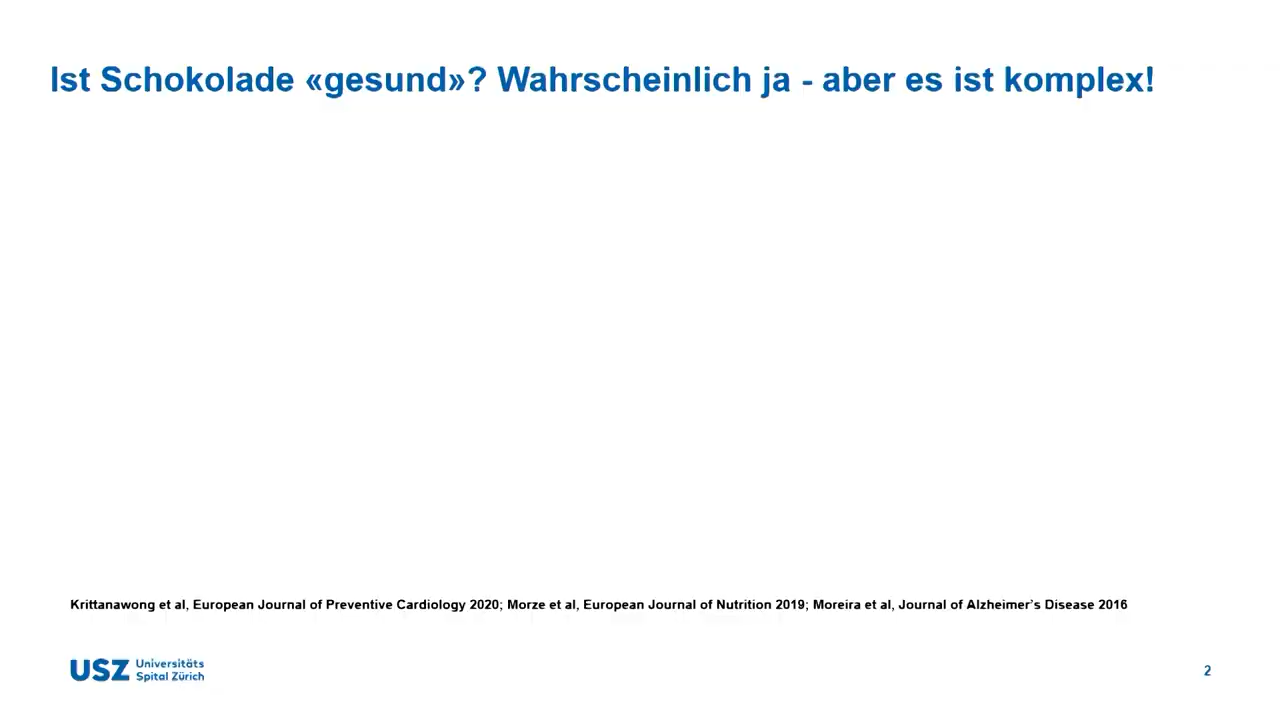 Ist Schokolade «gesund»? Wahrscheinlich ja - aber es ist komplex!
Krittanawong et al, European Journal of Preventive Cardiology 2020; Morze et al, European Journal of Nutrition 2019; Moreira et al, Journal of Alzheimer’s Disease 2016
USZ Universitäts
Spital Zürich
2